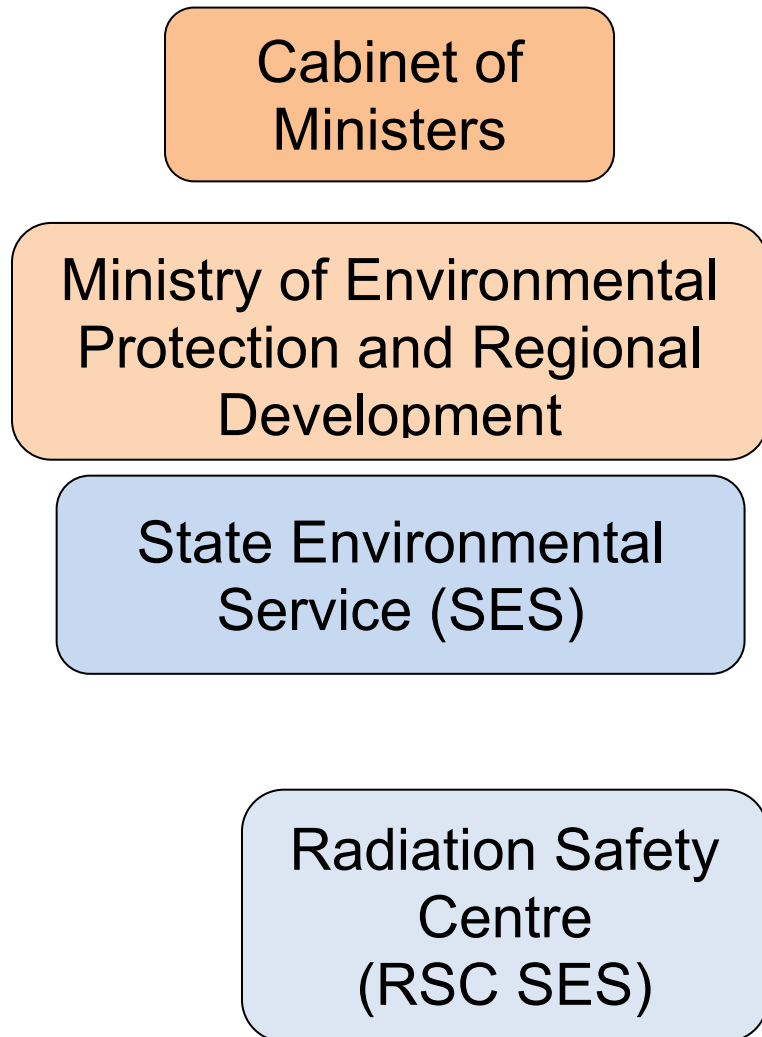 Cabinet of
Ministers
Ministry of Environmental
Protection and Regional
Development
State Environmental
Service (SES)
Radiation Safety
Centre
(RSC SES)